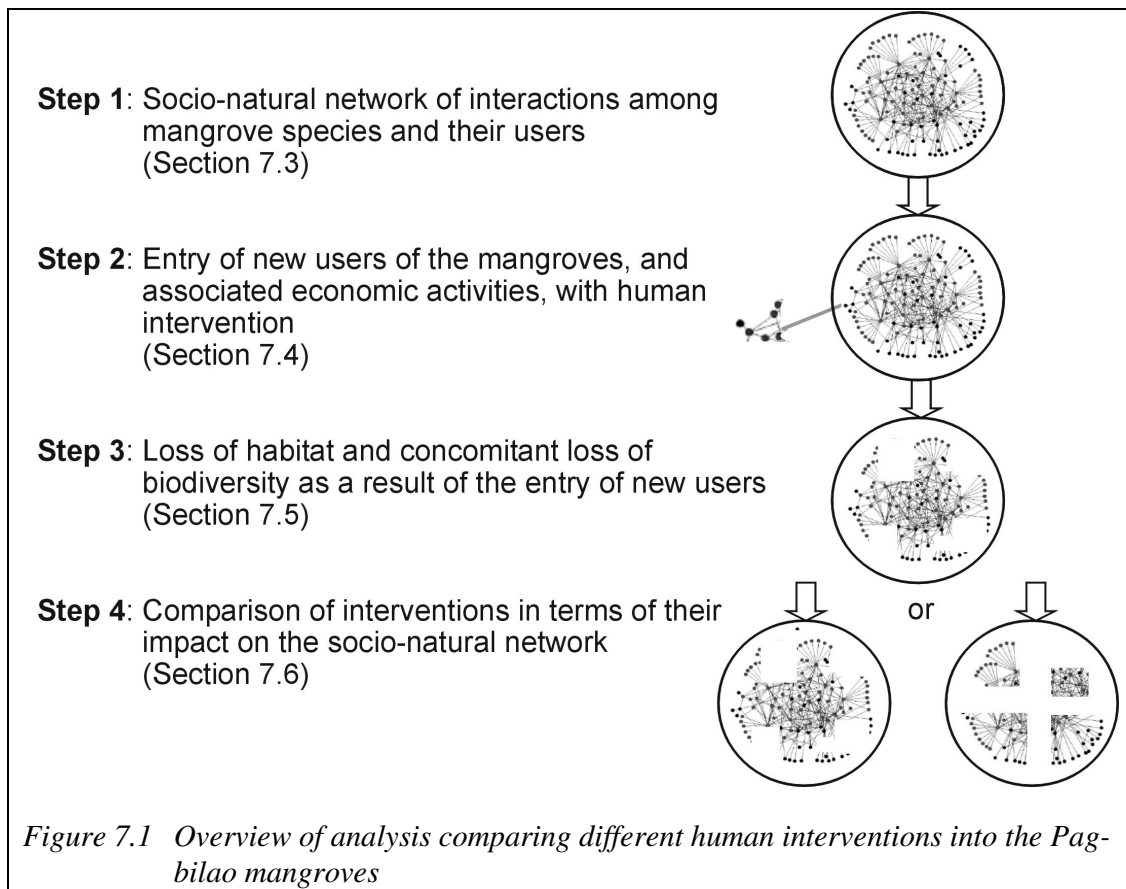 Step 1: Socio-natural network of interactions among
mangrove species and their users
(Section 7.3)
Step 2: Entry of new users of the mangroves, and
associated economic activities, with human
intervention
(Section 7.4)
Step 3: Loss of habitat and concomitant loss of
biodiversity as a result of the entry of new users
(Section 7.5)
Step 4: Comparison of interventions in terms of their
impact on the socio-natural network
(Section 7.6)
or
Figure 7.1 Overview of analysis comparing different human interventions into the Pag-
bilao mangroves